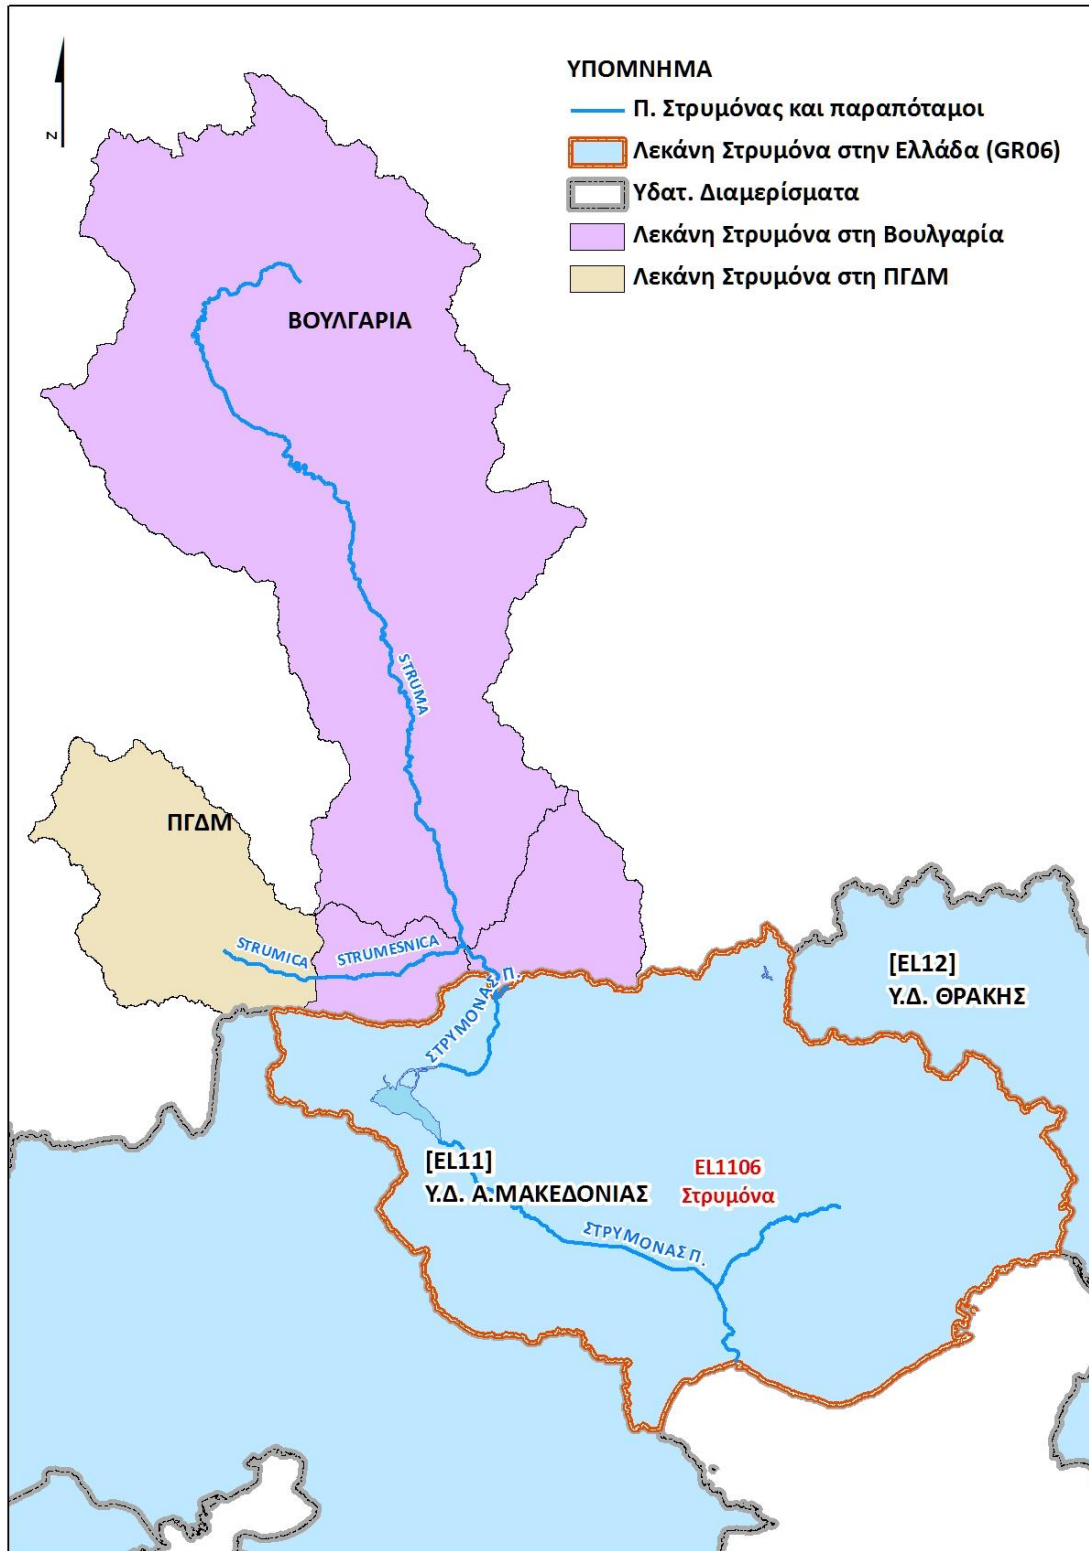 N
ΥΠΟΜΝΗΜΑ
Π. Στρυμόνας και παραπόταμοι
Λεκάνη Στρυμόνα στην Ελλάδα (GR06)
Υδατ. Διαμερίσματα
Λεκάνη Στρυμόνα στη Βουλγαρία
Λεκάνη Στρυμόνα στη ΠΓΔΜ
ΒΟΥΛΓΑΡΙΑ
STRUMA
ΠΓΔΜ
STRUMICA
STRUMESNICA
ΣΤΡΥΜΟΝΑΣ Π.
[EL12]
Υ.Δ. ΘΡΑΚΗΣ
[EL11]
Υ.Δ. Α.ΜΑΚΕΔΟΝΙΑΣ
EL1106
Στρυμόνα
ΣΤΡΥΜΟΝΑΣ Π.